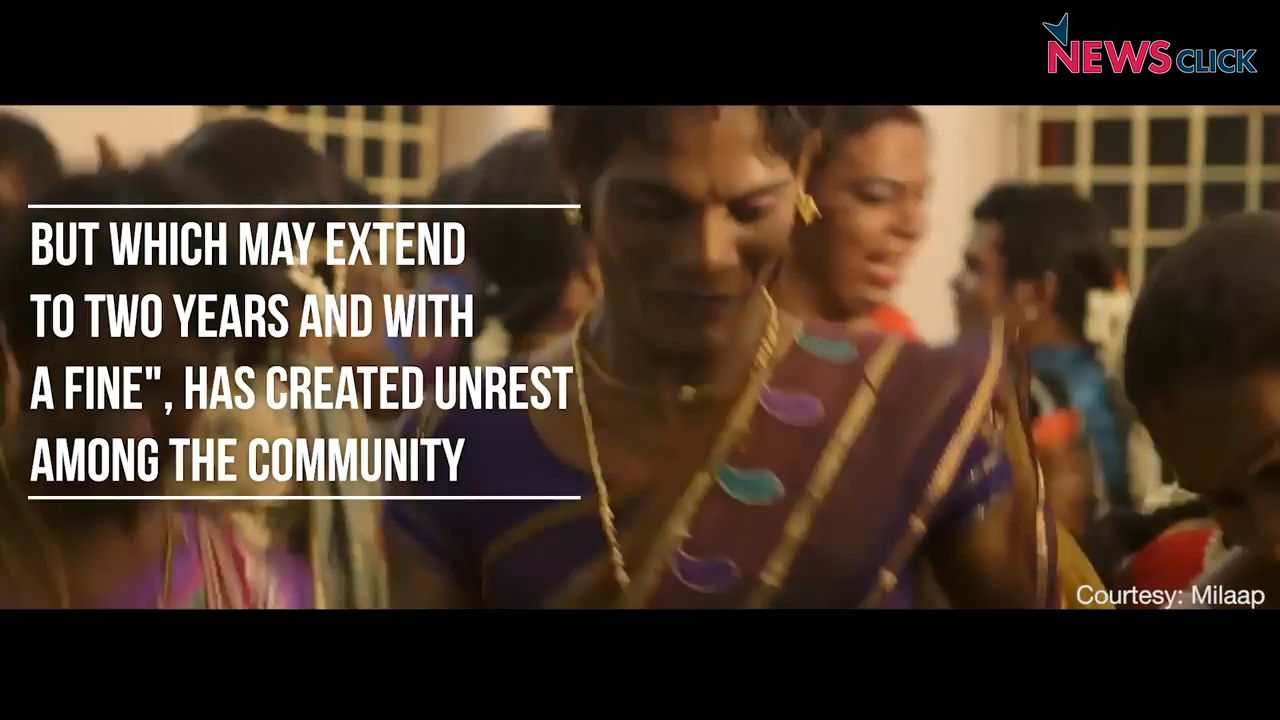 NEWSCLICK
BUT WHICH MAY EXTEND
TO TWO YEARS AND WITH
A FINE", HAS CREATED UNREST
AMONG THE COMMUNITY
Courtesy: Milaap